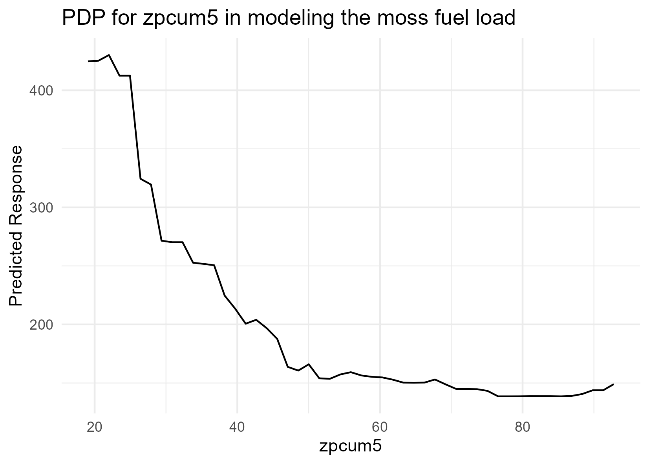 PDP for zpcum5 in modeling the moss fuel load
Predicted Response
400
300
200
20 40 60 80
zpcum5